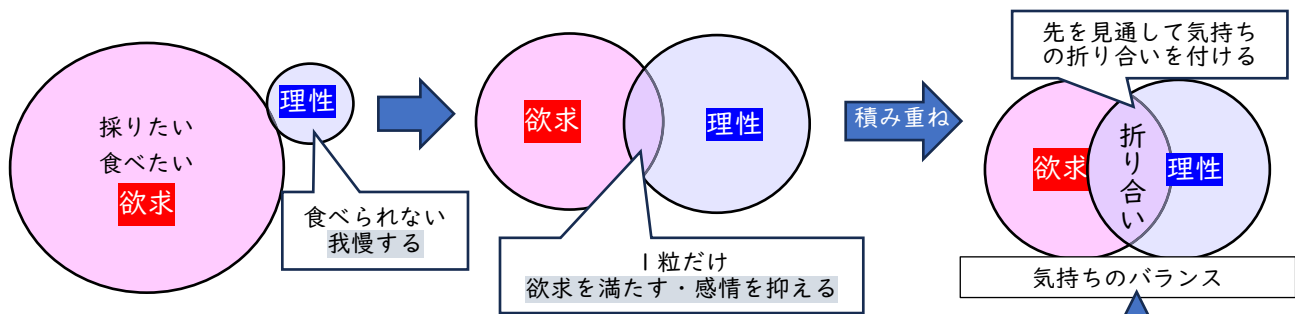 採りたい
食べたい
欲求
理性
食べられない
我慢する
欲求
理性
1粒だけ
欲求を満たす・感情を抑える
積み重ね
先を見通して気持ち
の折り合いを付ける
欲求
折り合い
理性
気持ちのバランス